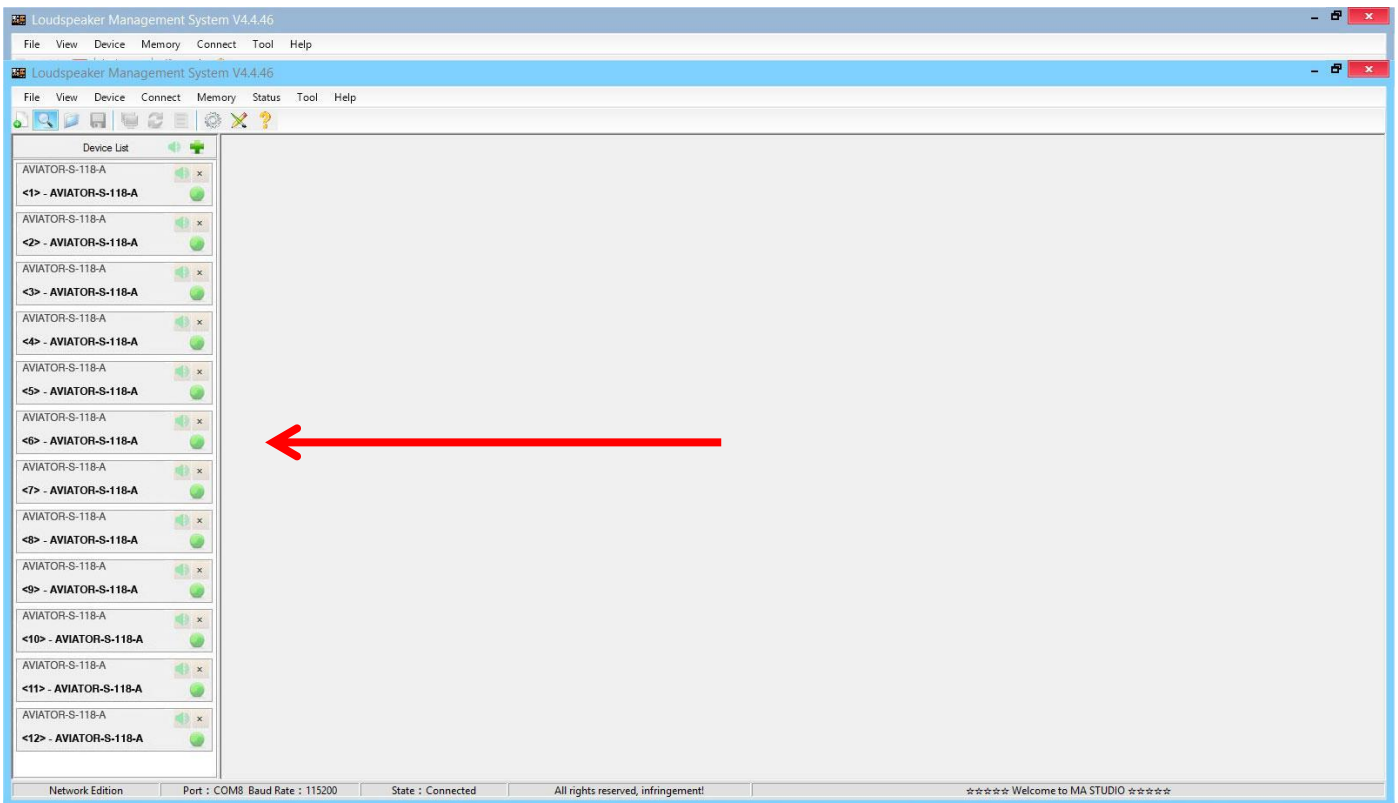 Loudspeaker Management System V4.4.46
File View Device Memory Connect Tool Help
Loudspeaker Management System V4.4.46
File View Device Connect Memory Status Tool Help
Device List
AVIATOR-S-118-A
<1> - AVIATOR-S-118-A
AVIATOR-S-118-A
<2> - AVIATOR-S-118-A
AVIATOR-S-118-A
<3> - AVIATOR-S-118-A
AVIATOR-S-118-A
<4> - AVIATOR-S-118-A
AVIATOR-S-118-A
<5> - AVIATOR-S-118-A
AVIATOR-S-118-A
<6> - AVIATOR-S-118-A
AVIATOR-S-118-A
<7> - AVIATOR-S-118-A
AVIATOR-S-118-A
<8> - AVIATOR-S-118-A
AVIATOR-S-118-A
<9> - AVIATOR-S-118-A
AVIATOR-S-118-A
<10> - AVIATOR-S-118-A
AVIATOR-S-118-A
<11> - AVIATOR-S-118-A
AVIATOR-S-118-A
<12> - AVIATOR-S-118-A
Network Edition Port : COM8 Baud Rate : 115200 State : Connected All rights reserved, infringement! ☆☆☆☆☆ Welcome to MA STUDIO ☆☆☆☆☆